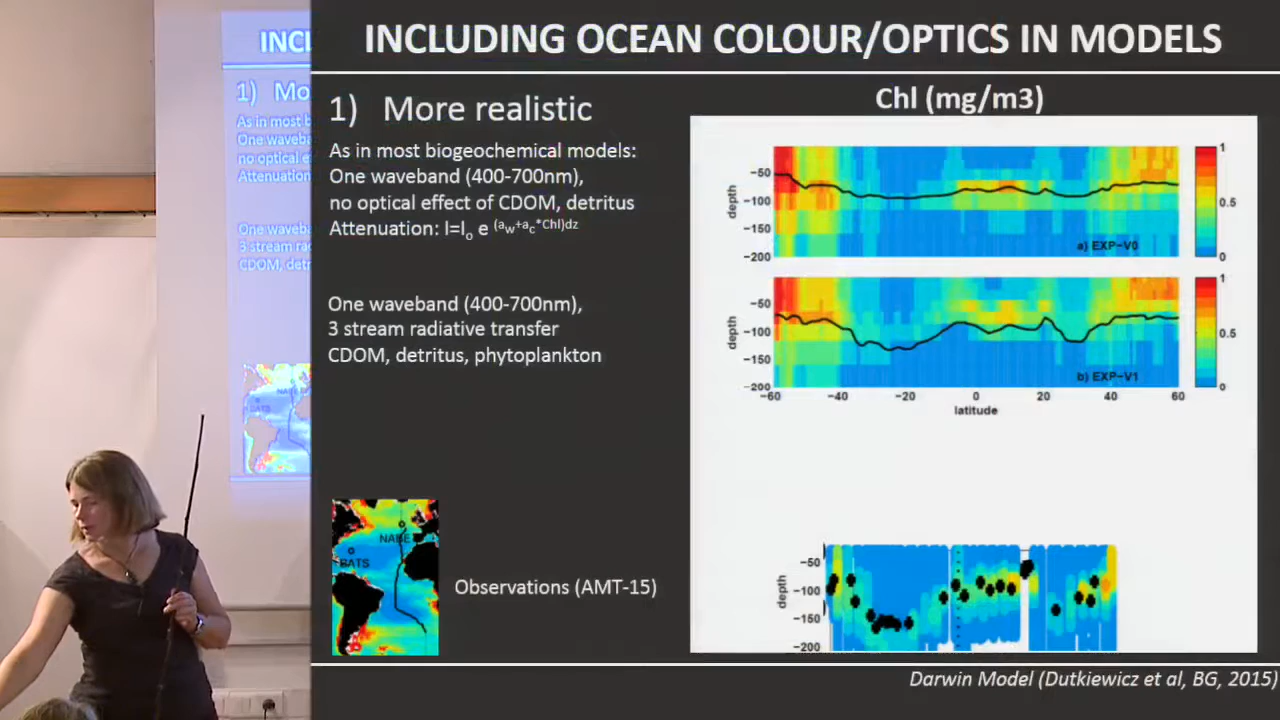 INCLUDING OCEAN COLOUR/OPTICS IN MODELS
1) More realistic
As in most biogeochemical models:
One waveband (400-700nm),
no optical effect of CDOM, detritus
Attenuation: I=Io e (aw+ac*Chl)dz
One waveband (400-700nm),
3 stream radiative transfer
CDOM, detritus, phytoplankton
NABE
BATS
Observations (AMT-15)
Chl (mg/m3)
depth
−50
−100
−150
−200
a) EXP−V0
1
0.5
0
depth
−50
−100
−150
−200
b) EXP−V1
1
0.5
0
−60 −40 −20 0 20 40 60
latitude
depth
−50
−100
−150
−200
Darwin Model (Dutkiewicz et al, BG, 2015)
INCL
1) Mo
As in most b
One waveba
no optical e
Attenuation
One waveba
3 stream rad
CDOM, detr